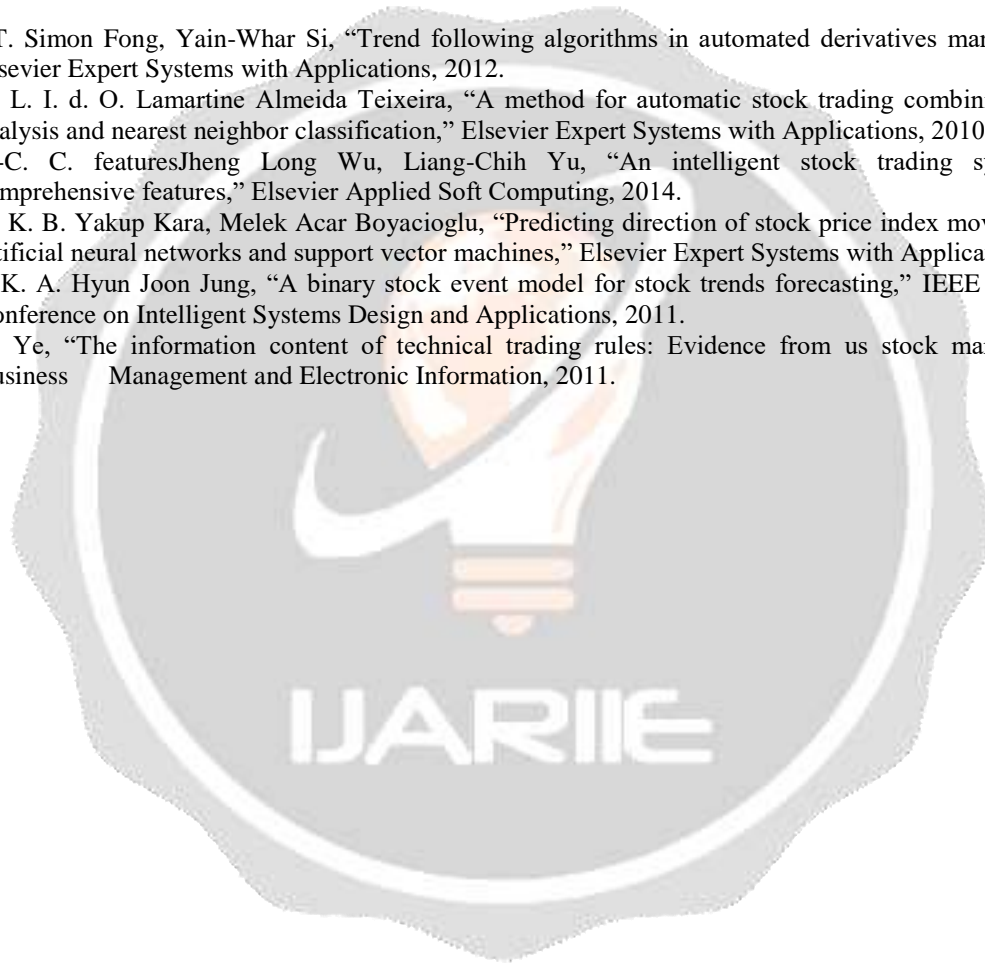 T. Simon Fong, Yain-Whar Si, “Trend following algorithms in automated derivatives mar
sevier Expert Systems with Applications, 2012.
L. I. d. O. Lamartine Almeida Teixeira, “A method for automatic stock trading combin
alysis and nearest neighbor classification,” Elsevier Expert Systems with Applications, 2010
-C. C. featuresJheng Long Wu, Liang-Chih Yu, “An intelligent stock trading sy
mprehensive features,” Elsevier Applied Soft Computing, 2014.
K. B. Yakup Kara, Melek Acar Boyacioglu, “Predicting direction of stock price index mov
tificial neural networks and support vector machines,” Elsevier Expert Systems with Applica
K. A. Hyun Joon Jung, “A binary stock event model for stock trends forecasting,” IEEE
onference on Intelligent Systems Design and Applications, 2011.
Ye, “The information content of technical trading rules: Evidence from us stock mar
usiness Management and Electronic Information, 2011.
IJARIIE